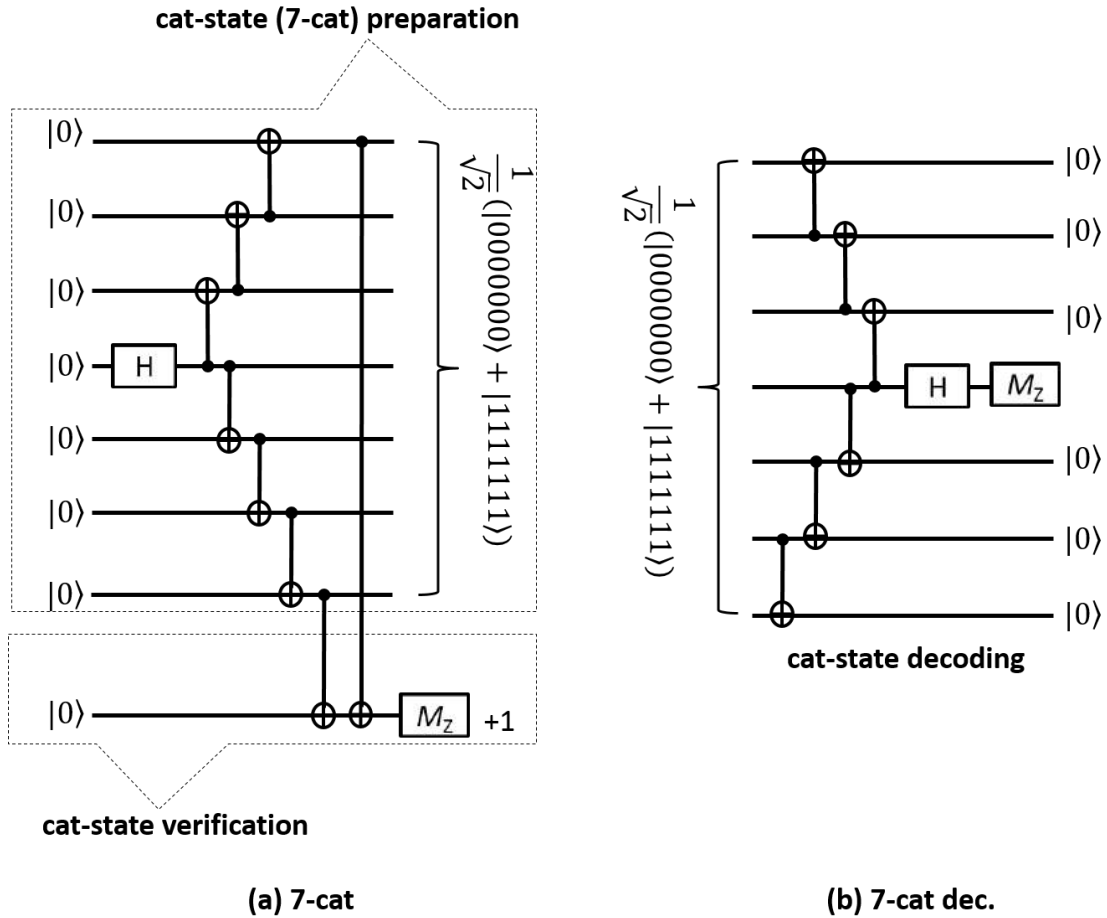 cat-state (7-cat) preparation
|0⟩
|0⟩
|0⟩
|0⟩ H
|0⟩
|0⟩
|0⟩
1/√2 (|0000000⟩ + |1111111⟩)
|0⟩ M_Z +1
cat-state verification
(a) 7-cat
1/√2 (|0000000⟩ + |1111111⟩)
|0⟩
|0⟩
|0⟩
H M_Z
|0⟩
|0⟩
|0⟩
cat-state decoding
(b) 7-cat dec.